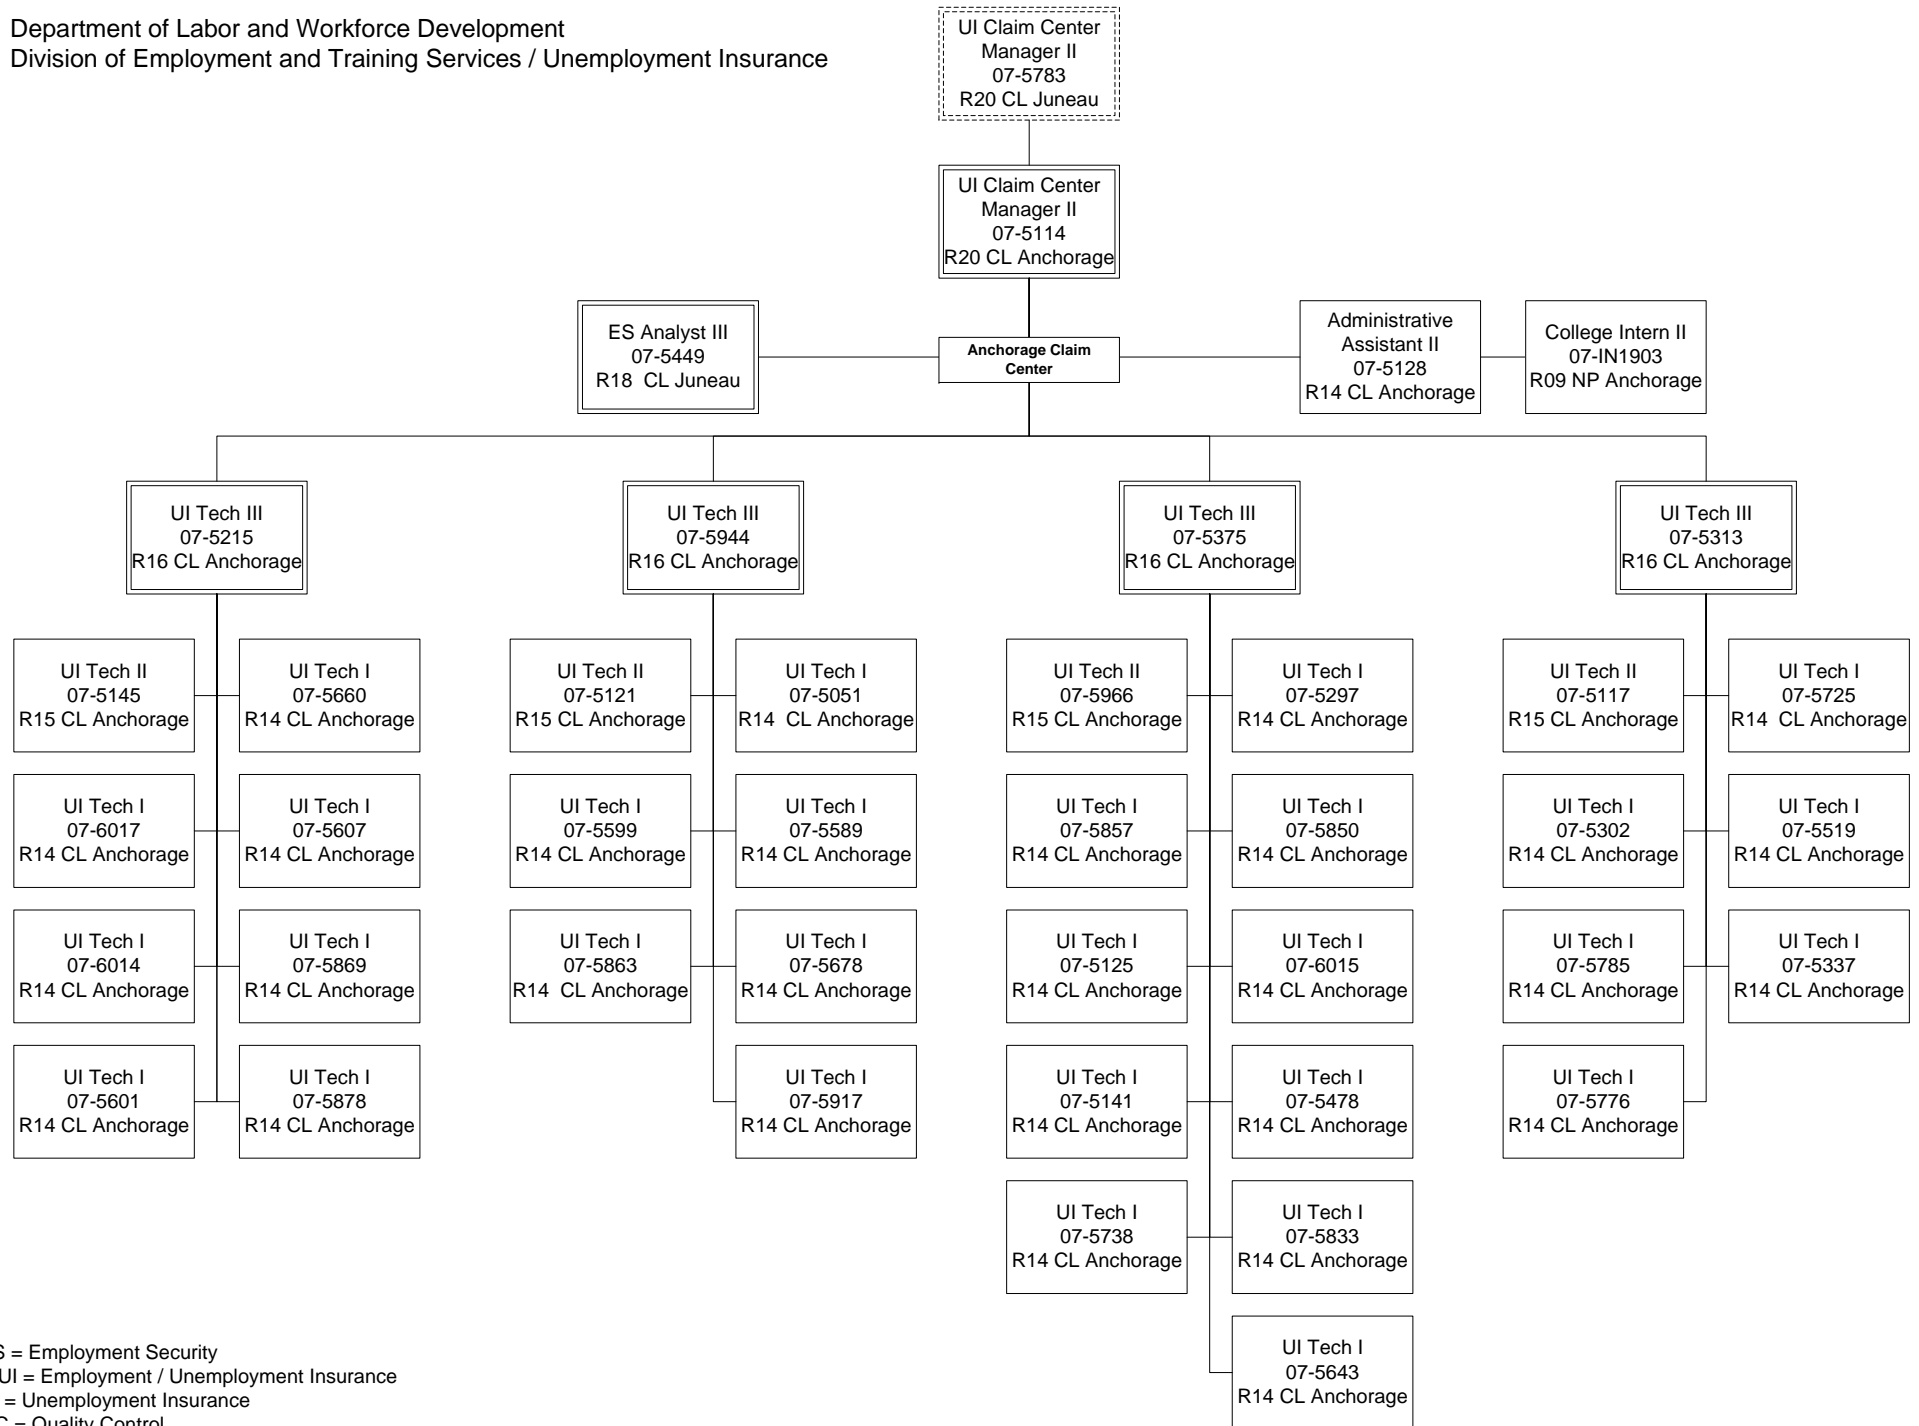 Department of Labor and Workforce Development
Division of Employment and Training Services / Unemployment Insurance
UI Claim Center
Manager II
07-5783
R20 CL Juneau
UI Claim Center
Manager II
07-5114
R20 CL Anchorage
ES Analyst III
07-5449
R18 CL Juneau
Anchorage Claim
Center
Administrative
Assistant II
07-5128
R14 CL Anchorage
College Intern II
07-IN1903
R09 NP Anchorage
UI Tech III
07-5215
R16 CL Anchorage
UI Tech III
07-5944
R16 CL Anchorage
UI Tech III
07-5375
R16 CL Anchorage
UI Tech III
07-5313
R16 CL Anchorage
UI Tech II
07-5145
R15 CL Anchorage
UI Tech I
07-5660
R14 CL Anchorage
UI Tech II
07-5121
R15 CL Anchorage
UI Tech I
07-5051
R14 CL Anchorage
UI Tech II
07-5966
R15 CL Anchorage
UI Tech I
07-5297
R14 CL Anchorage
UI Tech II
07-5117
R15 CL Anchorage
UI Tech I
07-5725
R14 CL Anchorage
UI Tech I
07-6017
R14 CL Anchorage
UI Tech I
07-5607
R14 CL Anchorage
UI Tech I
07-5599
R14 CL Anchorage
UI Tech I
07-5589
R14 CL Anchorage
UI Tech I
07-5857
R14 CL Anchorage
UI Tech I
07-5850
R14 CL Anchorage
UI Tech I
07-5302
R14 CL Anchorage
UI Tech I
07-5519
R14 CL Anchorage
UI Tech I
07-6014
R14 CL Anchorage
UI Tech I
07-5869
R14 CL Anchorage
UI Tech I
07-5863
R14 CL Anchorage
UI Tech I
07-5678
R14 CL Anchorage
UI Tech I
07-5125
R14 CL Anchorage
UI Tech I
07-6015
R14 CL Anchorage
UI Tech I
07-5785
R14 CL Anchorage
UI Tech I
07-5337
R14 CL Anchorage
UI Tech I
07-5601
R14 CL Anchorage
UI Tech I
07-5878
R14 CL Anchorage
UI Tech I
07-5917
R14 CL Anchorage
UI Tech I
07-5141
R14 CL Anchorage
UI Tech I
07-5478
R14 CL Anchorage
UI Tech I
07-5776
R14 CL Anchorage
UI Tech I
07-5738
R14 CL Anchorage
UI Tech I
07-5833
R14 CL Anchorage
UI Tech I
07-5643
R14 CL Anchorage
S = Employment Security
UI = Employment / Unemployment Insurance
= Unemployment Insurance
C = Quality Control